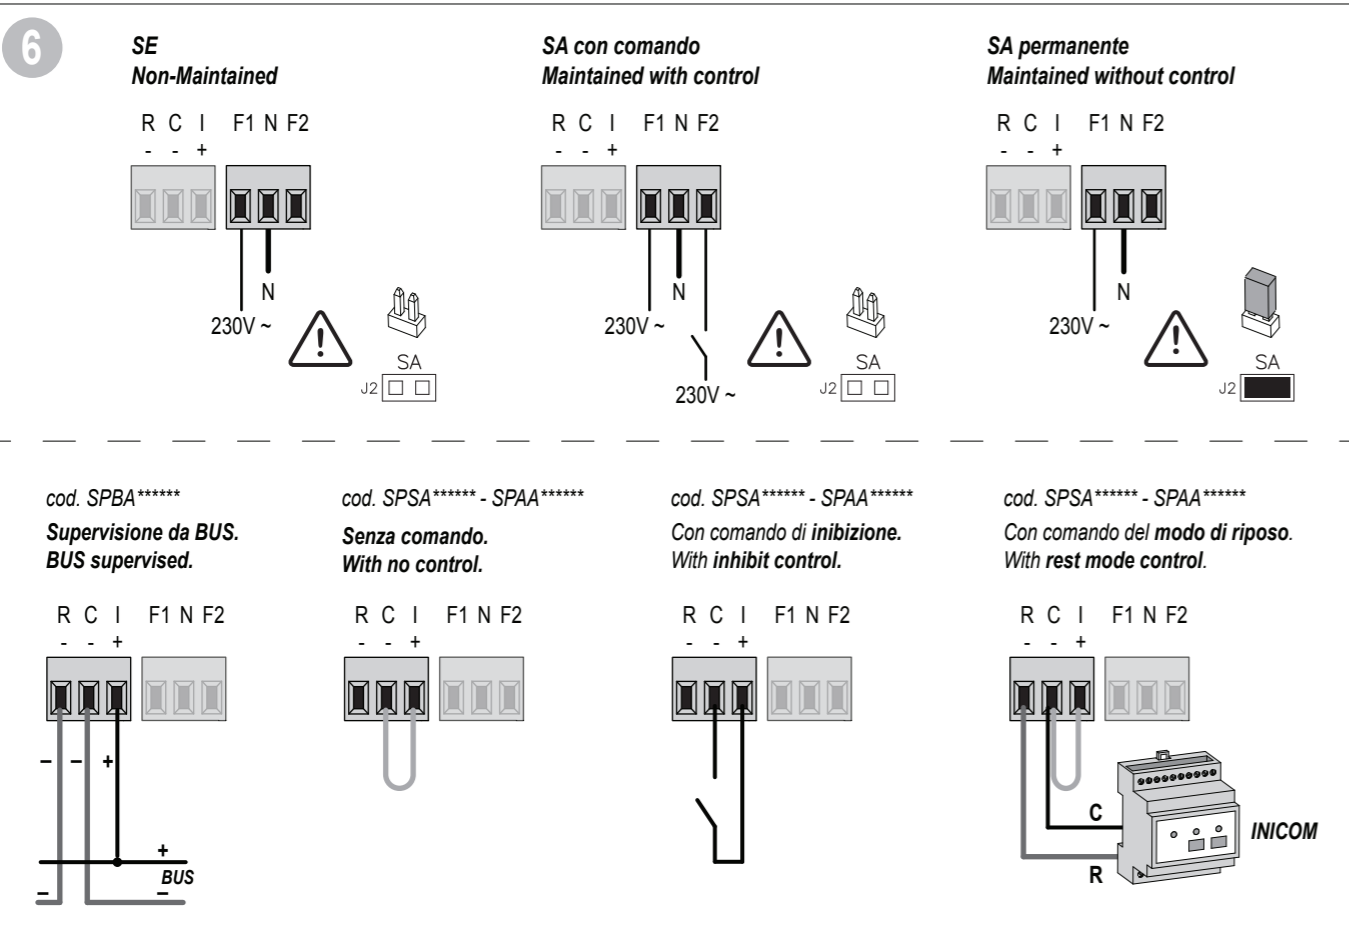 6
SE
Non-Maintained
R C I F1 N F2
- - +
N
230V ~
!
SA
J2
SA con comando
Maintained with control
R C I F1 N F2
- - +
N
230V ~
230V ~
!
SA
J2
SA permanente
Maintained without control
R C I F1 N F2
- - +
N
230V ~
!
SA
J2
cod. SPBA******
Supervisione da BUS.
BUS supervised.
R C I F1 N F2
- - +
– – +
+
BUS
– –
cod. SPSA****** - SPAA******
Senza comando.
With no control.
R C I F1 N F2
- - +
cod. SPSA****** - SPAA******
Con comando di inibizione.
With inhibit control.
R C I F1 N F2
- - +
cod. SPSA****** - SPAA******
Con comando del modo di riposo.
With rest mode control.
R C I F1 N F2
- - +
C
INICOM
R